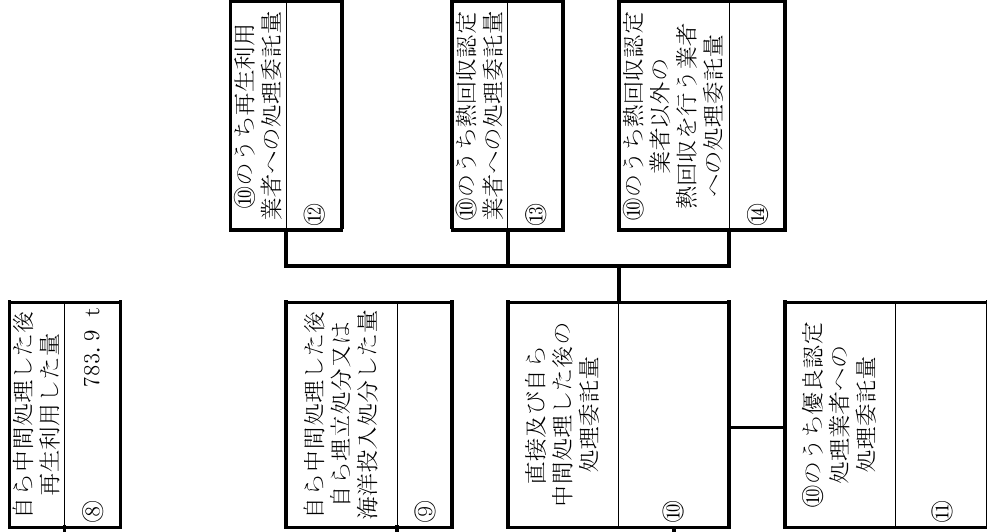 自ら中間処理した後
再生利用した量
⑧ 783.9 t
自ら中間処理した後
自ら埋立処分又は
海洋投入処分した量
⑨
直接及び自ら
中間処理した後の
処理委託量
⑩
⑩のうち優良認定
処理業者への
処理委託量
⑪
⑩のうち再生利用
業者への処理委託量
⑫
⑩のうち熱回収認定
業者への処理委託量
⑬
⑩のうち熱回収認定
業者以外の
熱回収を行う業者
への処理委託量
⑭